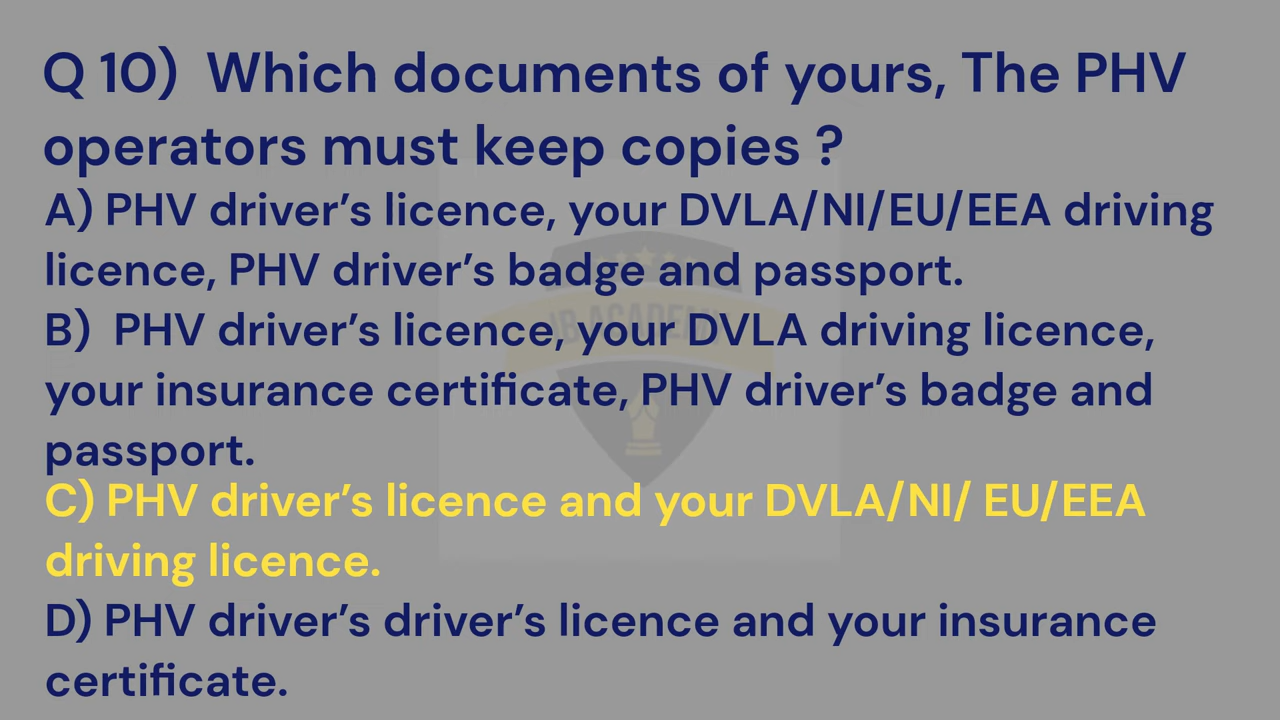 Q 10)  Which documents of yours, The PHV
operators must keep copies ?
A) PHV driver’s licence, your DVLA/NI/EU/EEA driving
licence, PHV driver’s badge and passport.
B)  PHV driver’s licence, your DVLA driving licence,
your insurance certificate, PHV driver’s badge and
passport.
C) PHV driver’s licence and your DVLA/NI/ EU/EEA
driving licence.
D) PHV driver’s driver’s licence and your insurance
certificate.
JB ACADEMY